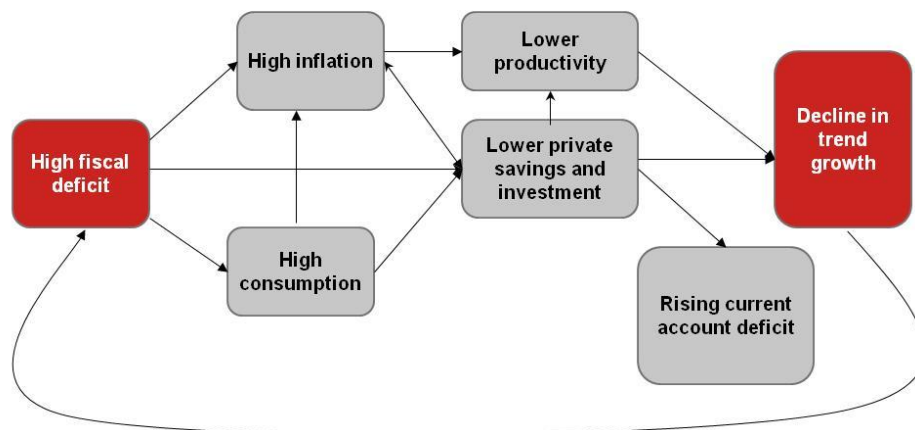 High inflation
Lower
productivity
Decline in
trend
growth
High fiscal
deficit
Lower private
savings and
investment
High
consumption
Rising current
account deficit